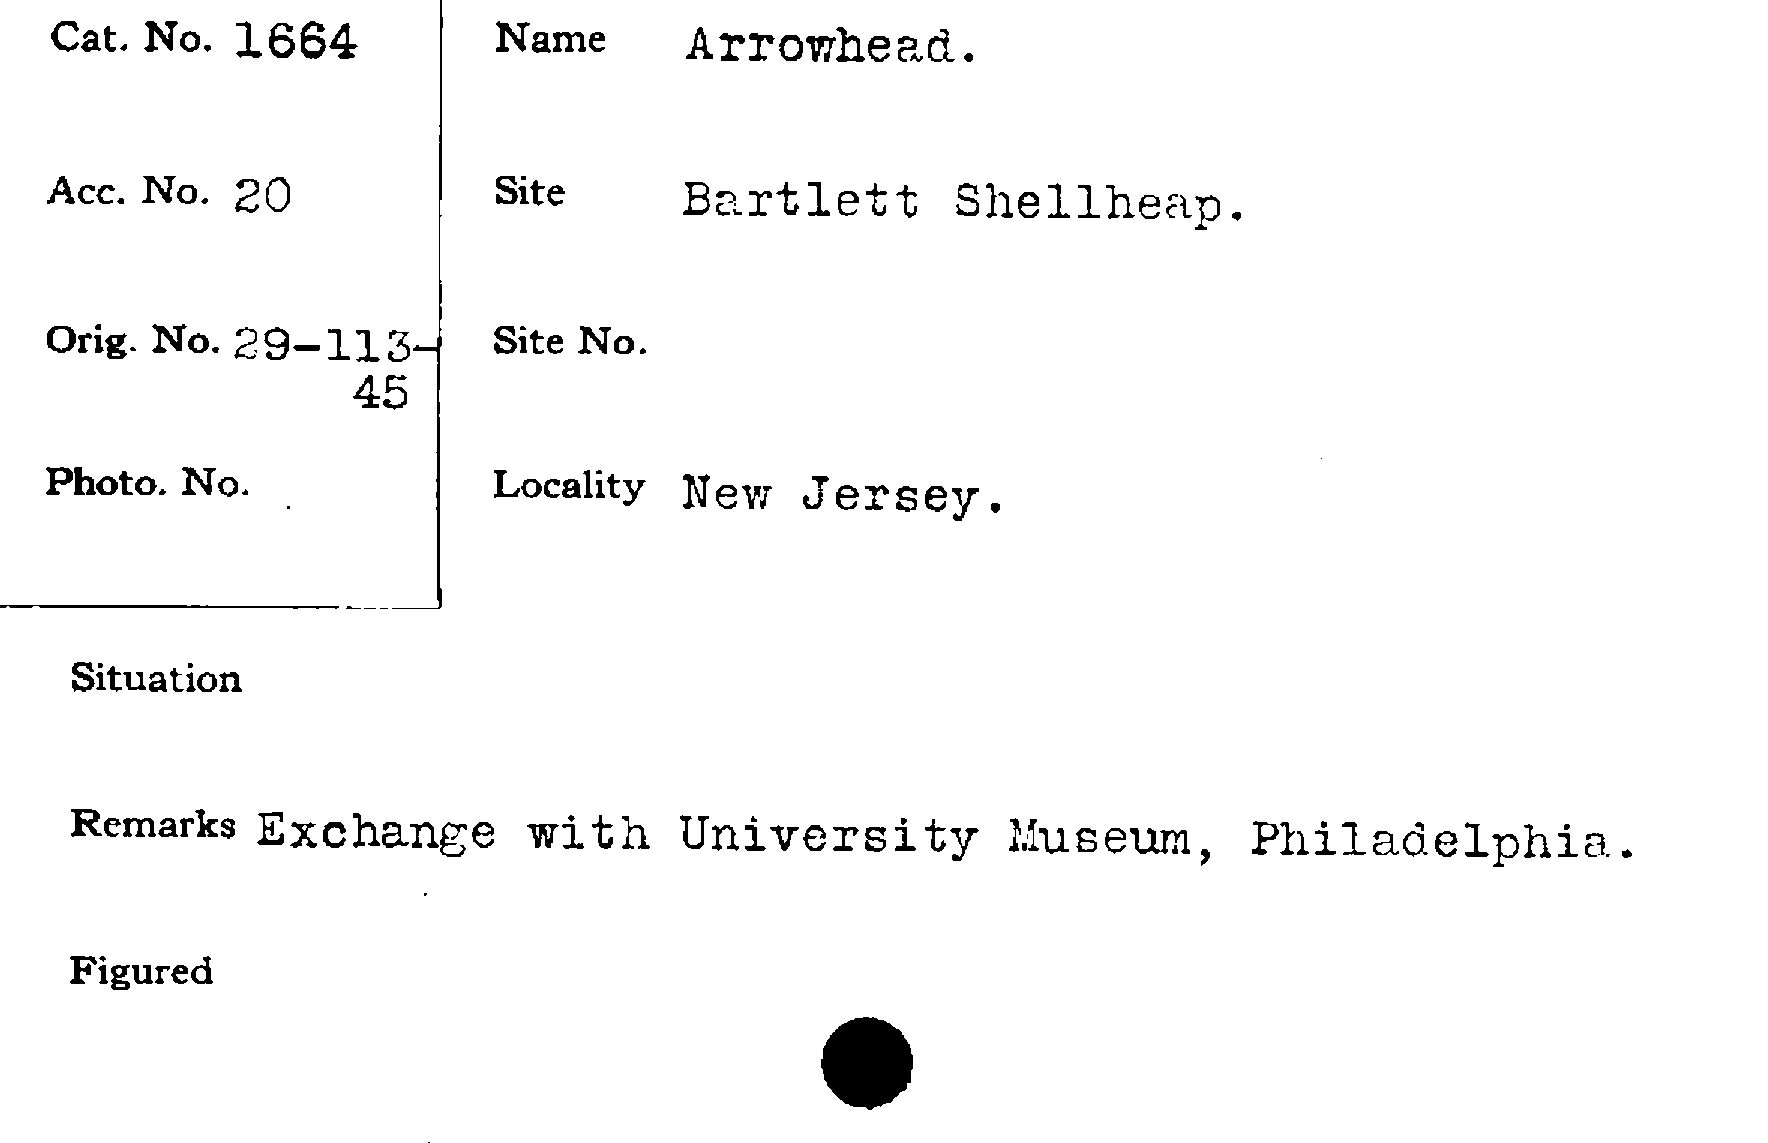 Cat. No. 1664
Name Arrowhead.
Acc. No. 20
Site Bartlett Shellheap.
Orig. No. 29-113-
45
Site No.
Photo. No.
Locality New Jersey.
Situation
Remarks Exchange with University Museum, Philadelphia.
Figured